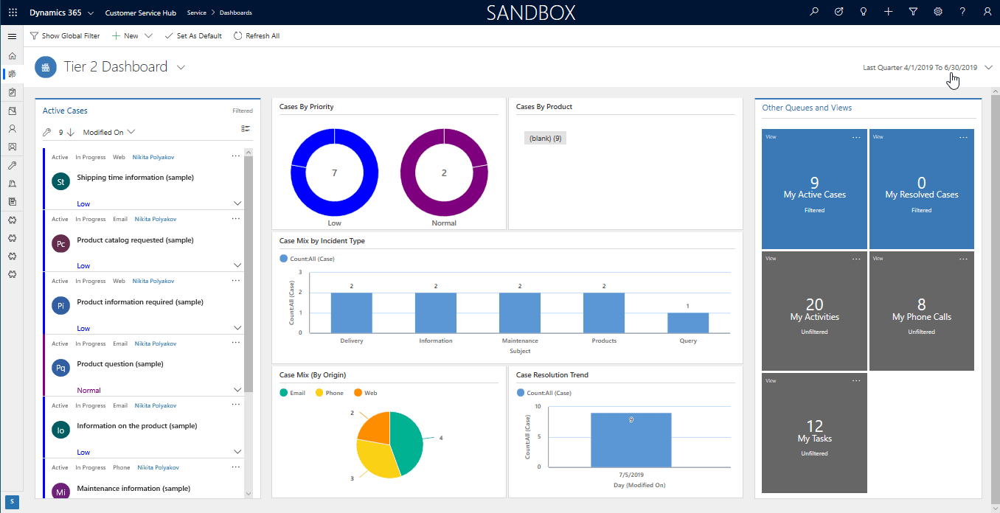 Dynamics 365 Customer Service Hub Service > Dashboards SANDBOX
Show Global Filter New Set As Default Refresh All
Tier 2 Dashboard
Last Quarter 4/1/2019 To 6/30/2019
Active Cases
Filtered
9 Modified On
Active In Progress Web Nikita Polyakov
St Shipping time information (sample)
Low
Active In Progress Email Nikita Polyakov
Pc Product catalog requested (sample)
Low
Active In Progress Web Nikita Polyakov
Pi Product information required (sample)
Low
Active In Progress Email Nikita Polyakov
Pq Product question (sample)
Normal
Active In Progress Email Nikita Polyakov
Io Information on the product (sample)
Low
Active In Progress Phone Nikita Polyakov
Mi Maintenance information (sample)
S
Cases By Priority
7
Low
2
Normal
Cases By Product
(blank) (9)
Case Mix by Incident Type
Count:All (Case)
Count:All (Case)
3
2
1
0
2 2 2 2 1
Delivery Information Maintenance Products Query
Subject
Case Mix (By Origin)
Email Phone Web
2
4
3
Case Resolution Trend
Count:All (Case)
Count:All (Case)
10
5
0
9
7/5/2019
Day (Modified On)
Other Queues and Views
View
9
My Active Cases
Filtered
View
0
My Resolved Cases
Filtered
View
20
My Activities
Unfiltered
View
8
My Phone Calls
Unfiltered
View
12
My Tasks
Unfiltered